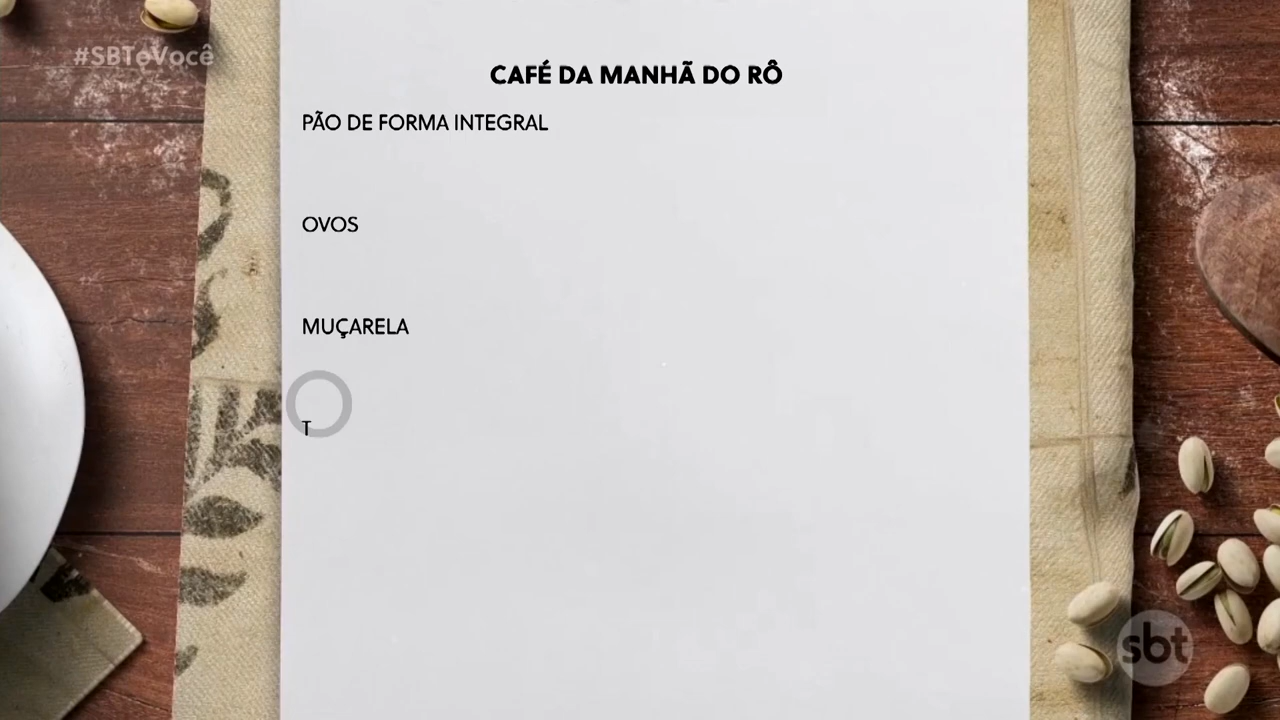 #SBTeVocê
CAFÉ DA MANHÃ DO RÔ
PÃO DE FORMA INTEGRAL
OVOS
MUÇARELA
T
sbt